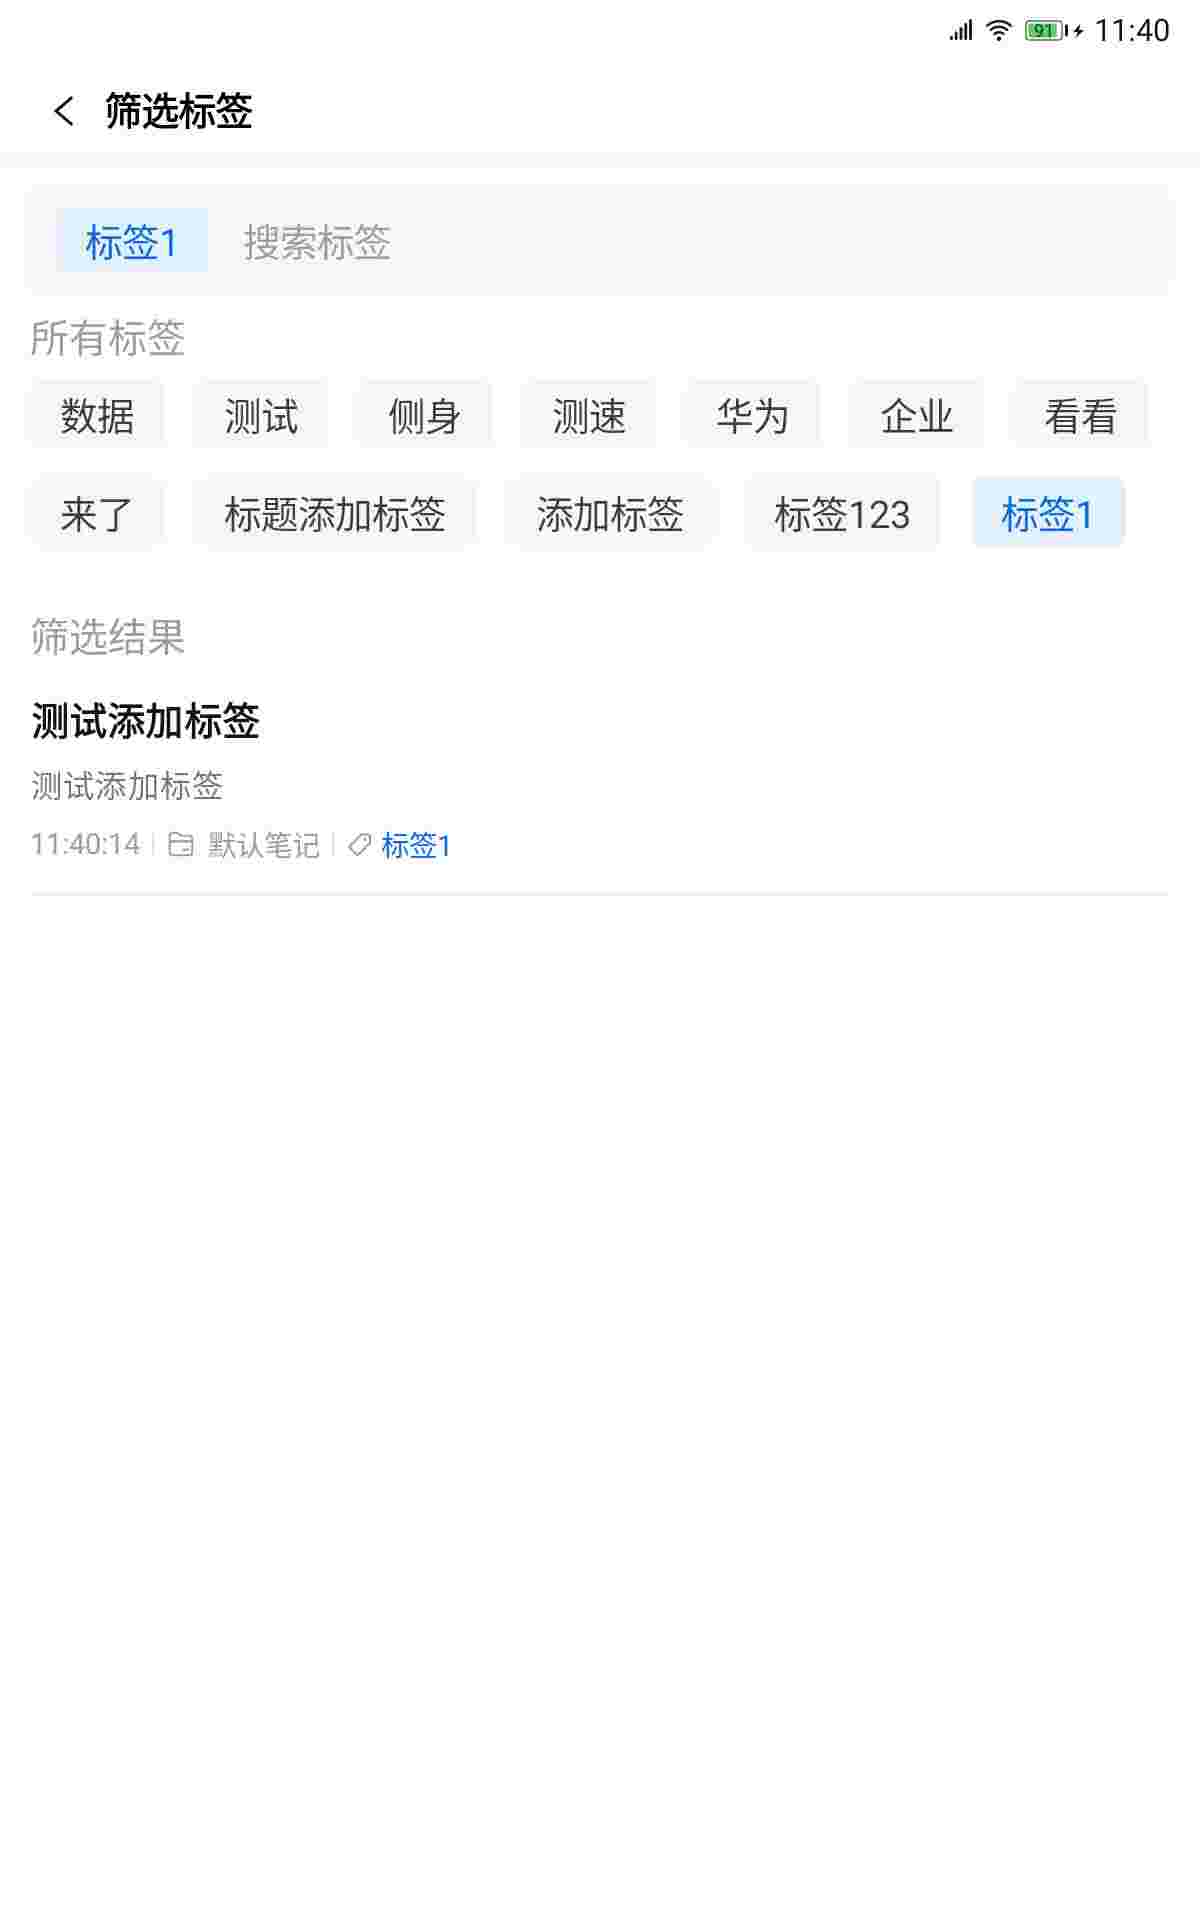 91 11:40
筛选标签
标签1 搜索标签
所有标签
数据 测试 侧身 测速 华为 企业 看看
来了 标题添加标签 添加标签 标签123 标签1
筛选结果
测试添加标签
测试添加标签
11:40:14 默认笔记 标签1